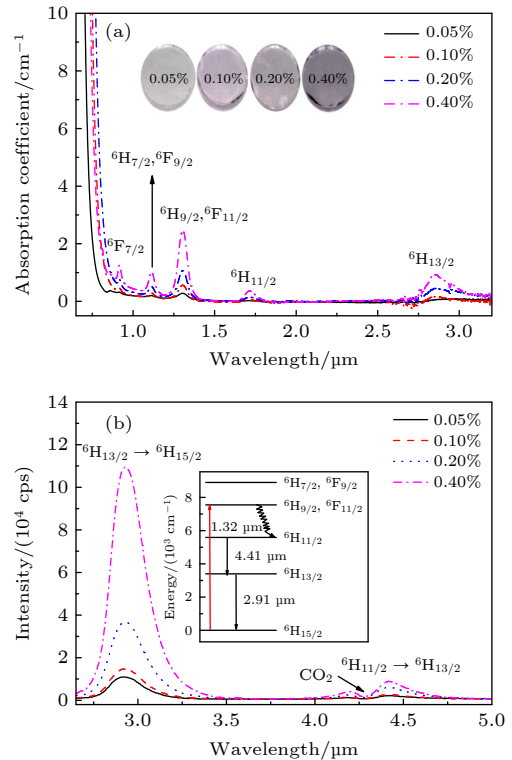 (a)
0.05%
0.10%
0.20%
0.40%
0.05% 0.10% 0.20% 0.40%
⁶H₇/₂,⁶F₉/₂
⁶F₇/₂
⁶H₉/₂,⁶F₁₁/₂
⁶H₁₁/₂
⁶H₁₃/₂
Absorption coefficient/cm⁻¹
10
8
6
4
2
0
1.0 1.5 2.0 2.5 3.0
Wavelength/μm
(b)
0.05%
0.10%
0.20%
0.40%
⁶H₁₃/₂ → ⁶H₁₅/₂
Intensity/(10⁴ cps)
14
12
10
8
6
4
2
0
Energy/(10³ cm⁻¹)
8
6
4
2
0
⁶H₇/₂, ⁶F₉/₂
⁶H₉/₂, ⁶F₁₁/₂
1.32 μm
⁶H₁₁/₂
4.41 μm
⁶H₁₃/₂
2.91 μm
⁶H₁₅/₂
⁶H₁₁/₂ → ⁶H₁₃/₂
CO₂
3.0 3.5 4.0 4.5 5.0
Wavelength/μm